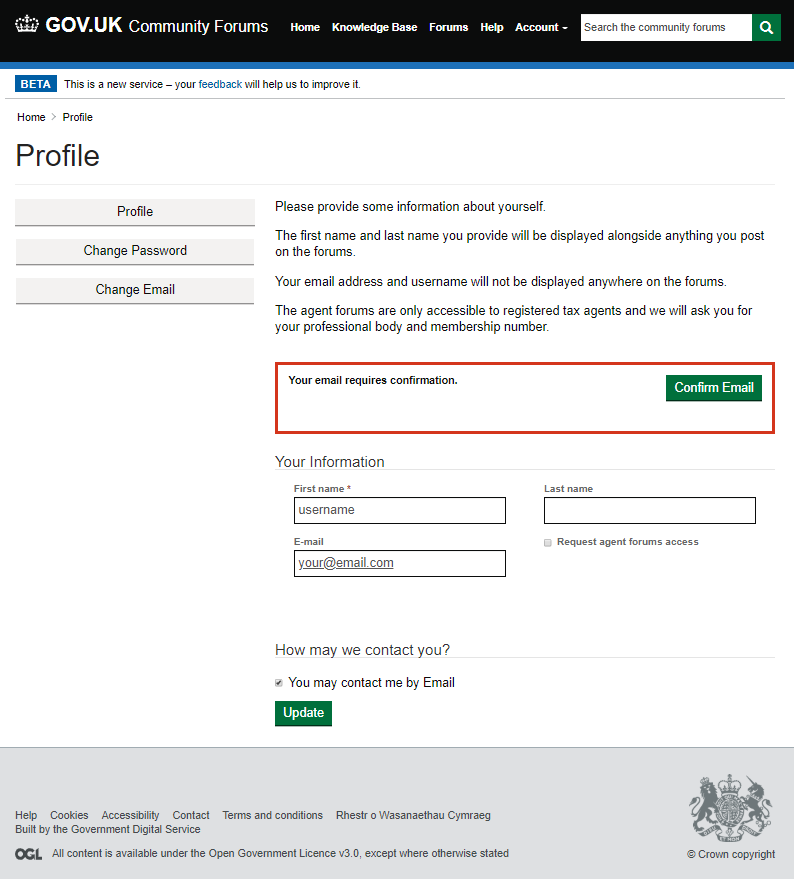 GOV.UK Community Forums
Home Knowledge Base Forums Help Account
Search the community forums
BETA This is a new service – your feedback will help us to improve it.
Home > Profile
Profile
Profile
Change Password
Change Email
Please provide some information about yourself.
The first name and last name you provide will be displayed alongside anything you post
on the forums.
Your email address and username will not be displayed anywhere on the forums.
The agent forums are only accessible to registered tax agents and we will ask you for
your professional body and membership number.
Your email requires confirmation.
Confirm Email
Your Information
First name *
username
Last name
E-mail
your@email.com
Request agent forums access
How may we contact you?
You may contact me by Email
Update
Help Cookies Accessibility Contact Terms and conditions Rhestr o Wasanaethau Cymraeg
Built by the Government Digital Service
OGL All content is available under the Open Government Licence v3.0, except where otherwise stated
© Crown copyright